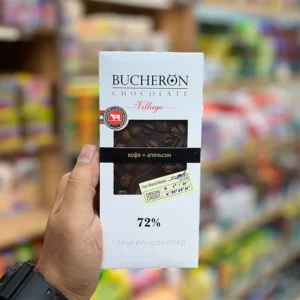 BUCHERON
CHOCOLATE
Village
кофе + апельсин
72%
ГОРЬКИЙ ШОКОЛАД